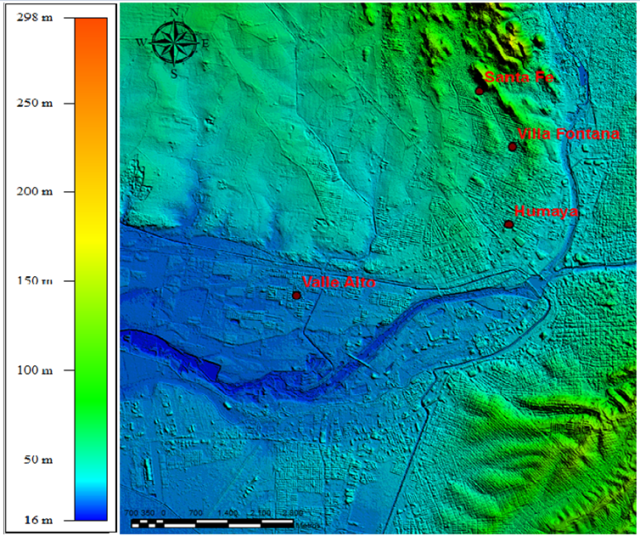 298 m
250 m
200 m
150 m
100 m
50 m
16 m
N
W E
S
Santa Fe
Villa Fontana
Humaya
Valle Alto
700 350 0 700 1.400 2.100 2.800